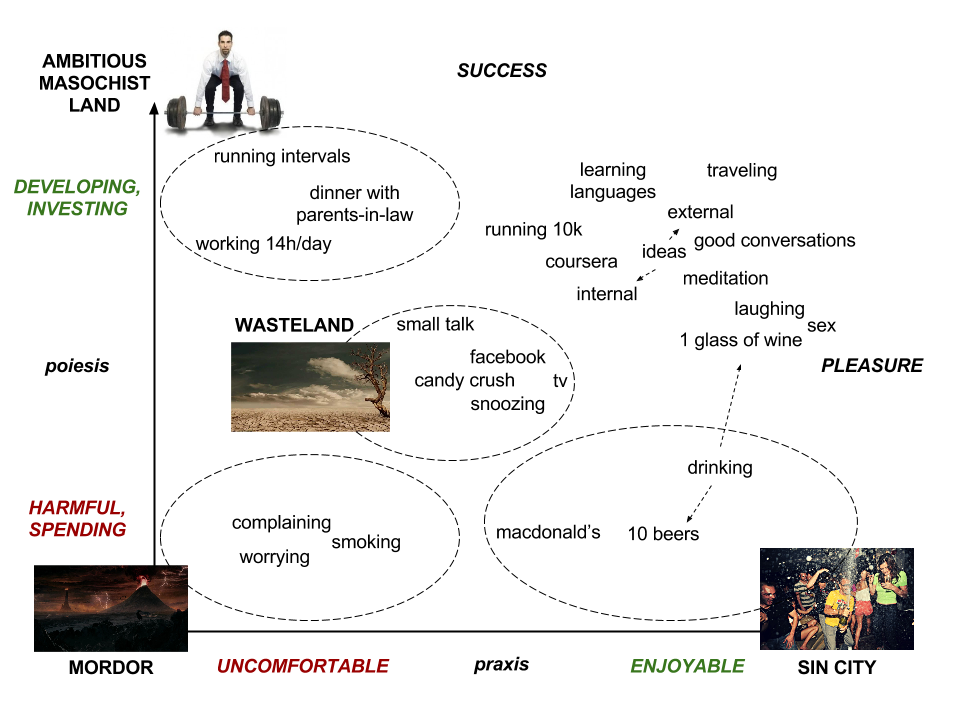 AMBITIOUS
MASOCHIST
LAND
SUCCESS
running intervals
DEVELOPING,
INVESTING
dinner with
parents-in-law
working 14h/day
learning
languages
traveling
external
running 10k
ideas
good conversations
coursera
meditation
internal
laughing
sex
1 glass of wine
WASTELAND
small talk
facebook
candy crush
tv
snoozing
poiesis
PLEASURE
drinking
HARMFUL,
SPENDING
complaining
smoking
worrying
macdonald's
10 beers
MORDOR
UNCOMFORTABLE
praxis
ENJOYABLE
SIN CITY